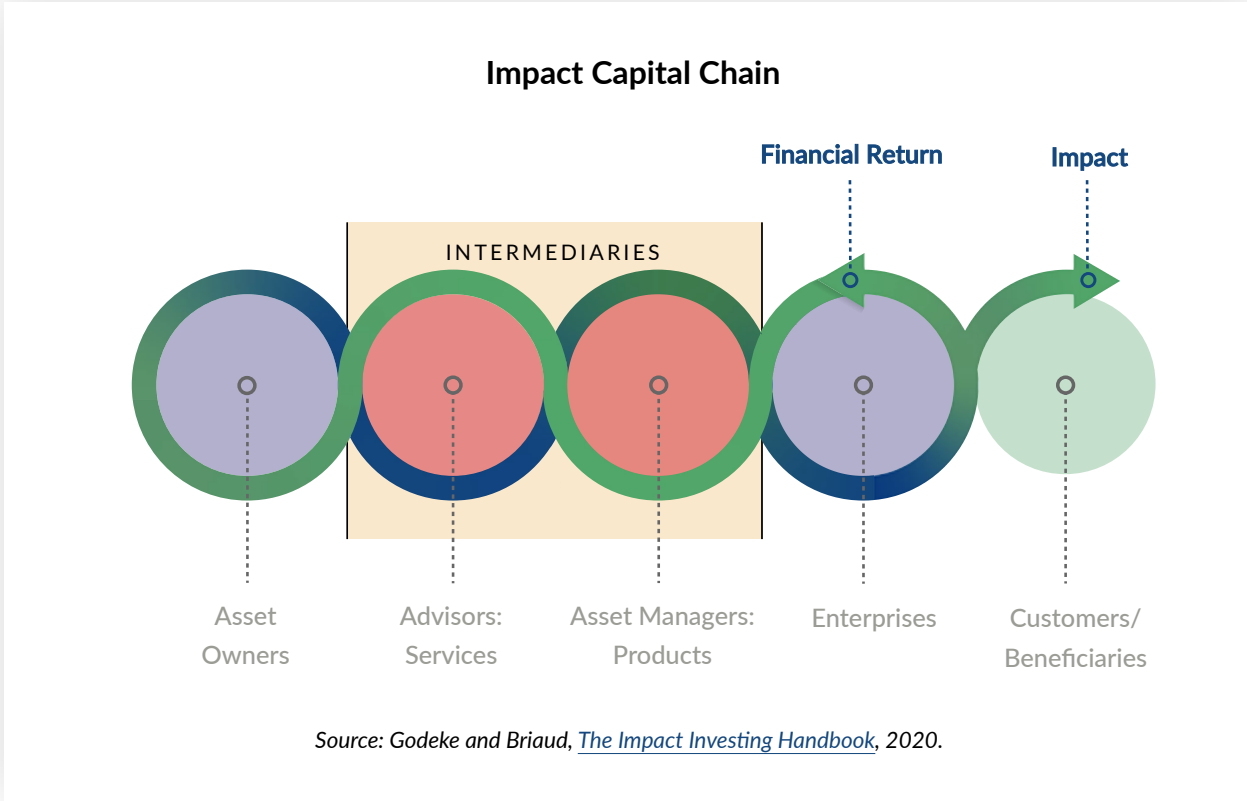 Impact Capital Chain
Financial Return
Impact
INTERMEDIARIES
Asset
Owners
Advisors:
Services
Asset Managers:
Products
Enterprises
Customers/
Beneficiaries
Source: Godeke and Briaud, The Impact Investing Handbook, 2020.